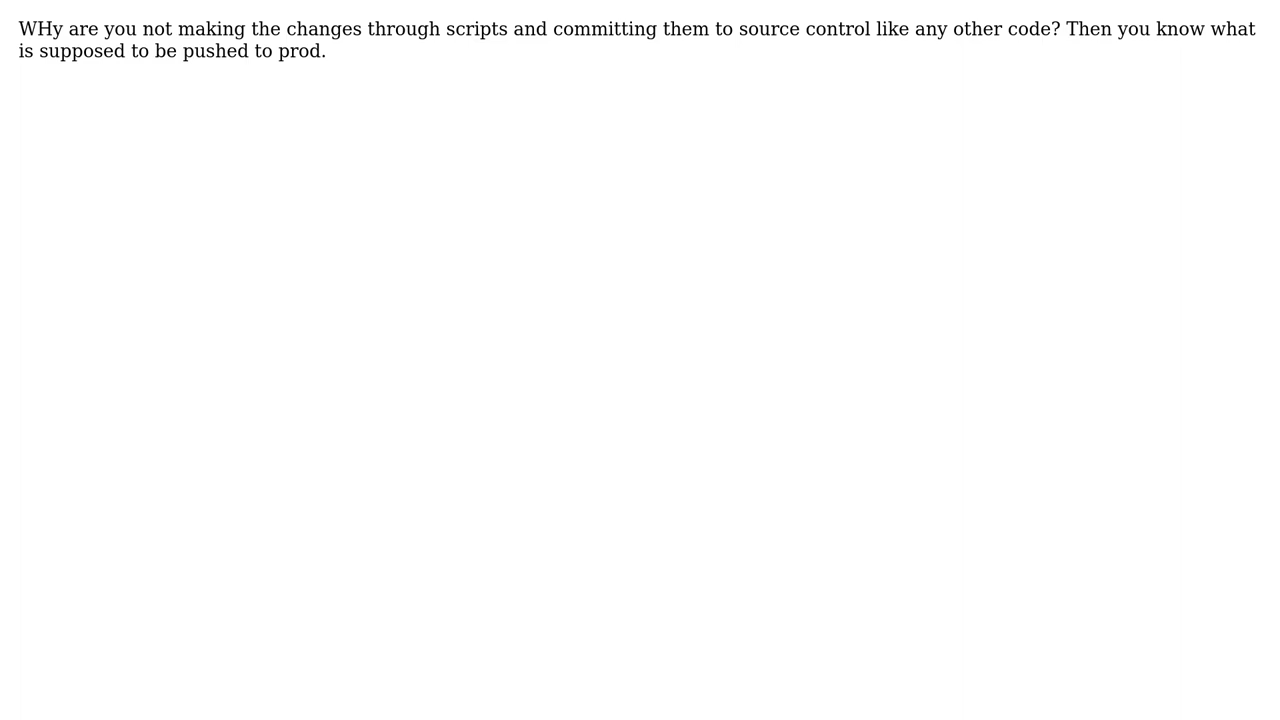 WHy are you not making the changes through scripts and committing them to source control like any other code? Then you know what
is supposed to be pushed to prod.